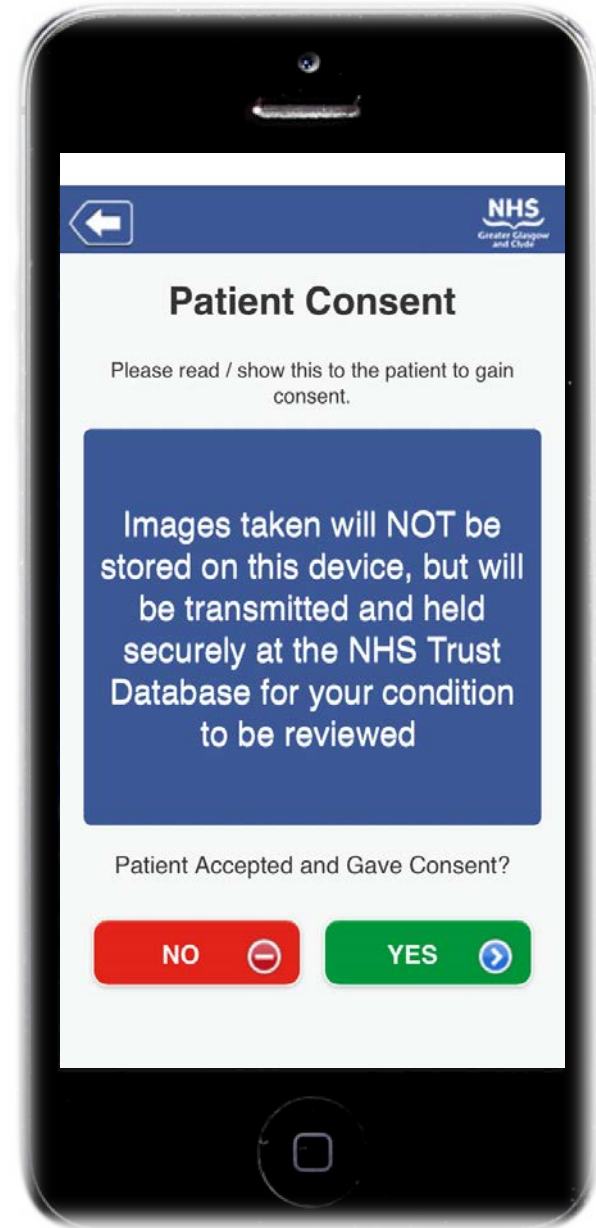 NHS
Greater Glasgow
and Clyde
Patient Consent
Please read / show this to the patient to gain
consent.
Images taken will NOT be
stored on this device, but will
be transmitted and held
securely at the NHS Trust
Database for your condition
to be reviewed
Patient Accepted and Gave Consent?
NO
YES